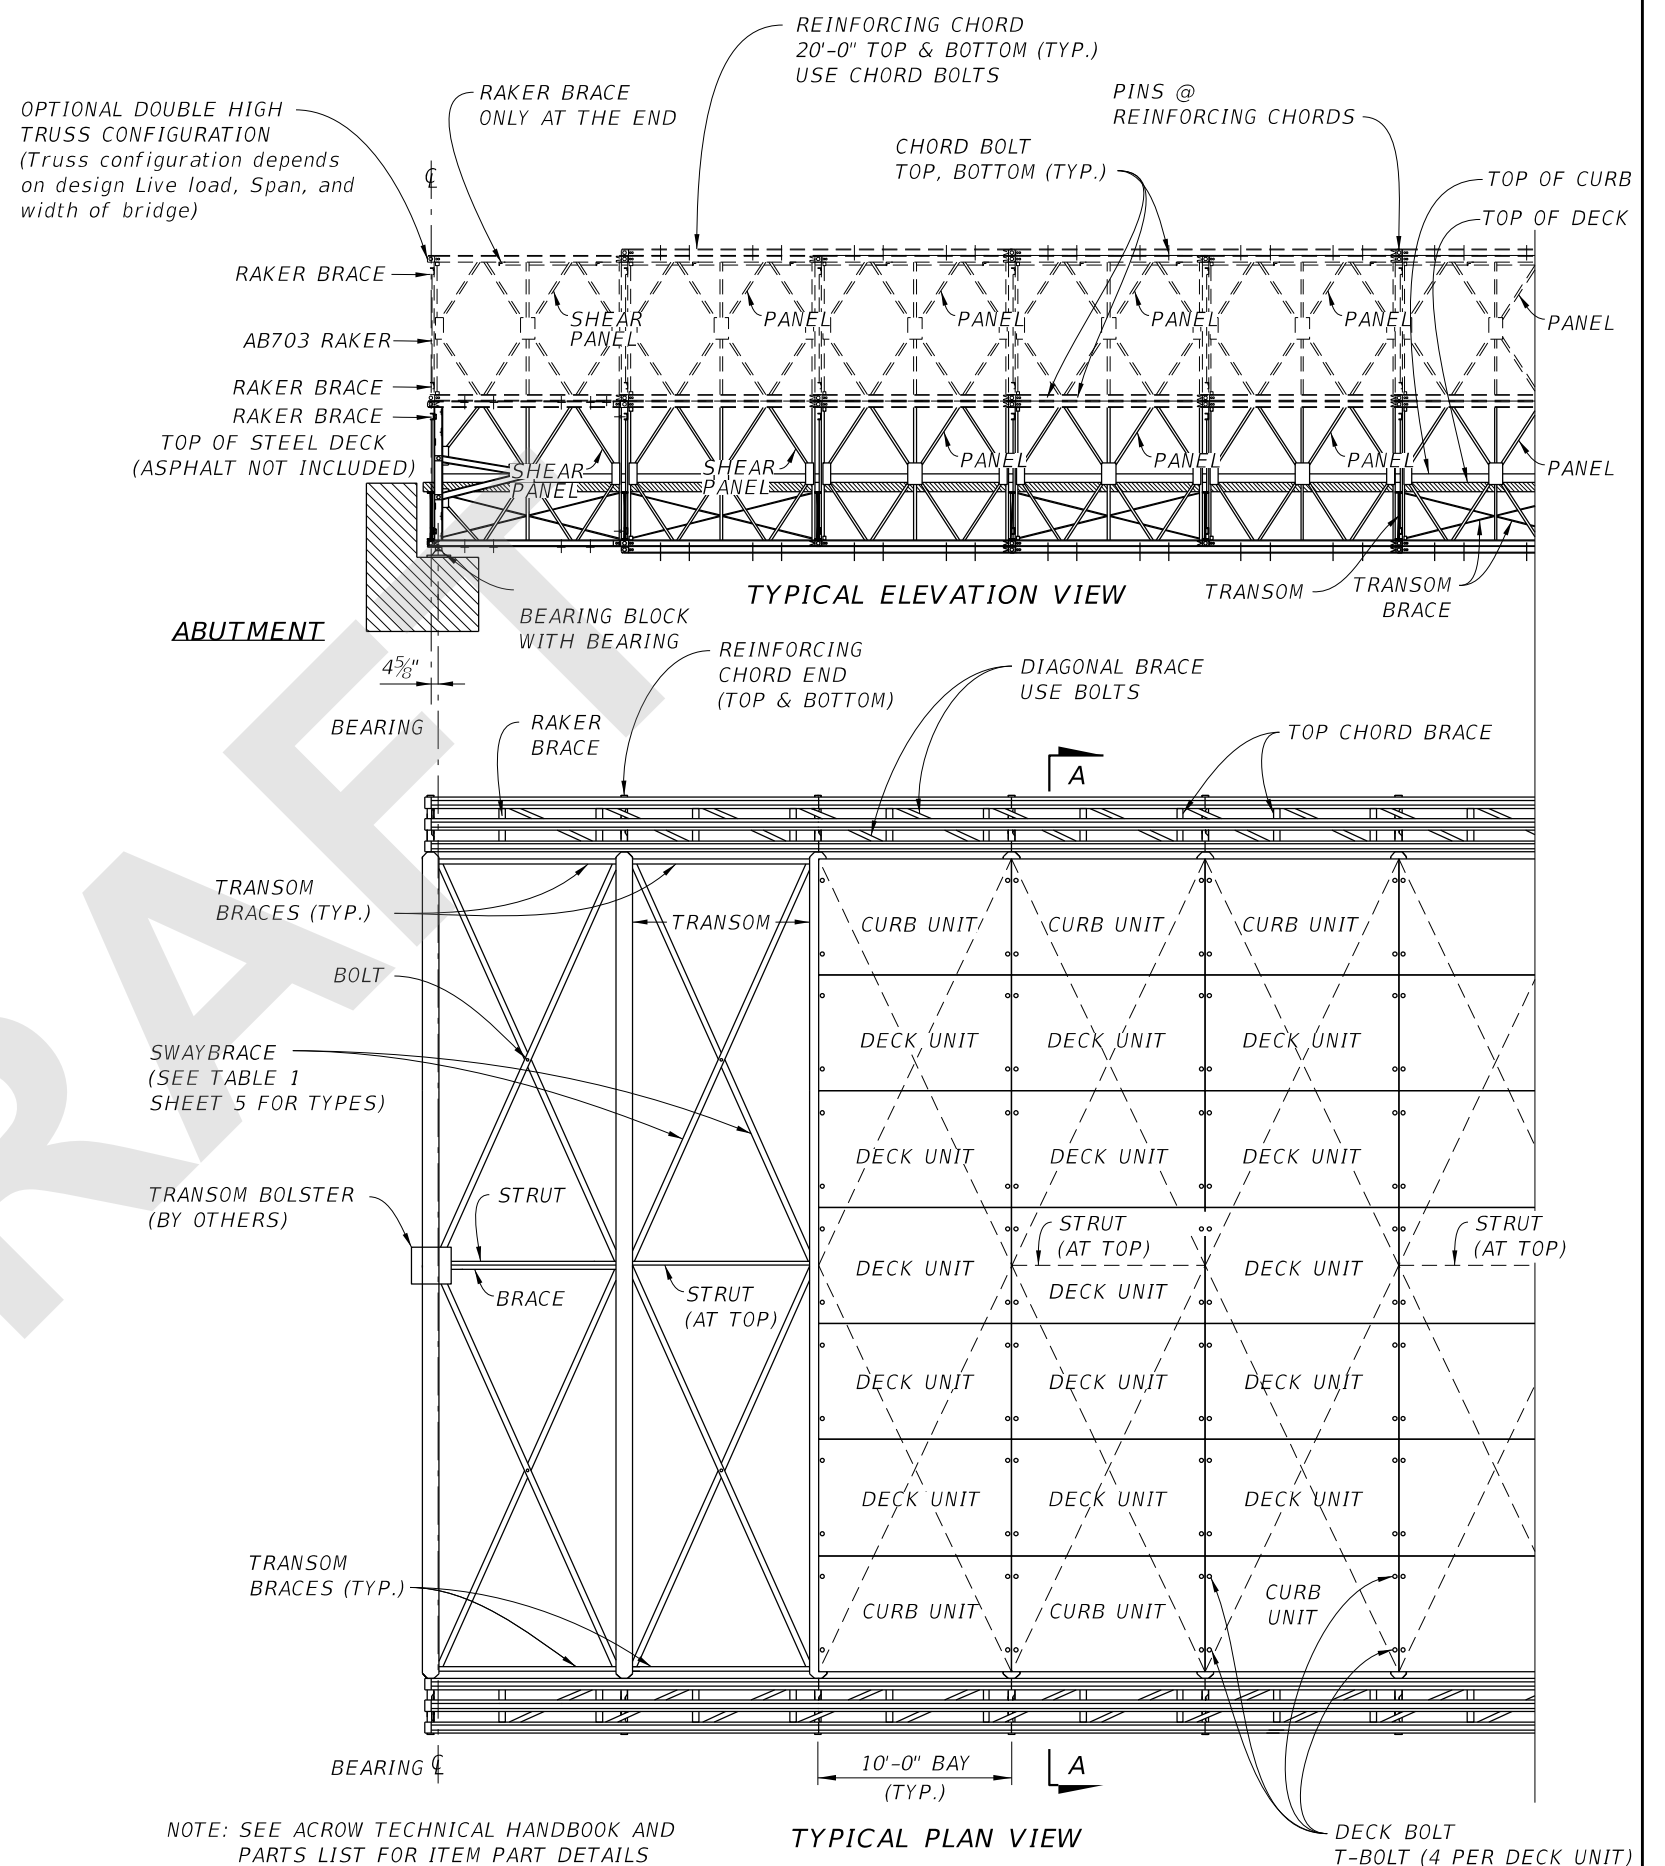 REINFORCING CHORD
20'-0" TOP & BOTTOM (TYP.)
USE CHORD BOLTS
RAKER BRACE
ONLY AT THE END
PINS @
REINFORCING CHORDS
OPTIONAL DOUBLE HIGH
TRUSS CONFIGURATION
(Truss configuration depends
on design Live load, Span, and
width of bridge)
CHORD BOLT
TOP, BOTTOM (TYP.)
℄
TOP OF CURB
TOP OF DECK
RAKER BRACE
SHEAR
PANEL
PANEL
PANEL
PANEL
PANEL
PANEL
AB703 RAKER
RAKER BRACE
RAKER BRACE
TOP OF STEEL DECK
(ASPHALT NOT INCLUDED)
SHEAR
PANEL
SHEAR
PANEL
PANEL
PANEL
PANEL
PANEL
TYPICAL ELEVATION VIEW
TRANSOM
TRANSOM
BRACE
ABUTMENT
BEARING BLOCK
WITH BEARING
4⅝"
REINFORCING
CHORD END
(TOP & BOTTOM)
DIAGONAL BRACE
USE BOLTS
BEARING
RAKER
BRACE
TOP CHORD BRACE
A
TRANSOM
BRACES (TYP.)
TRANSOM
CURB UNIT
CURB UNIT
CURB UNIT
BOLT
DECK UNIT
DECK UNIT
DECK UNIT
SWAYBRACE
(SEE TABLE 1
SHEET 5 FOR TYPES)
DECK UNIT
DECK UNIT
DECK UNIT
TRANSOM BOLSTER
(BY OTHERS)
STRUT
STRUT
(AT TOP)
STRUT
(AT TOP)
BRACE
STRUT
(AT TOP)
DECK UNIT
DECK UNIT
DECK UNIT
DECK UNIT
DECK UNIT
DECK UNIT
DECK UNIT
DECK UNIT
DECK UNIT
TRANSOM
BRACES (TYP.)
CURB UNIT
CURB UNIT
CURB
UNIT
BEARING ℄
10'-0" BAY
(TYP.)
A
NOTE: SEE ACROW TECHNICAL HANDBOOK AND
PARTS LIST FOR ITEM PART DETAILS
TYPICAL PLAN VIEW
DECK BOLT
T-BOLT (4 PER DECK UNIT)
RAFT